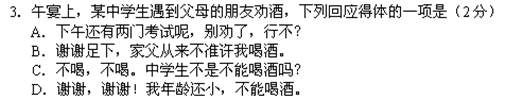 3. 午宴上，某中学生遇到父母的朋友劝酒，下列回应得体的一项是（2分）
A．下午还有两门考试呢，别劝了，行不？
B．谢谢足下，家父从来不准许我喝酒。
C．不喝，不喝。中学生不是不能喝酒吗？
D．谢谢，谢谢！我年龄还小，不能喝酒。